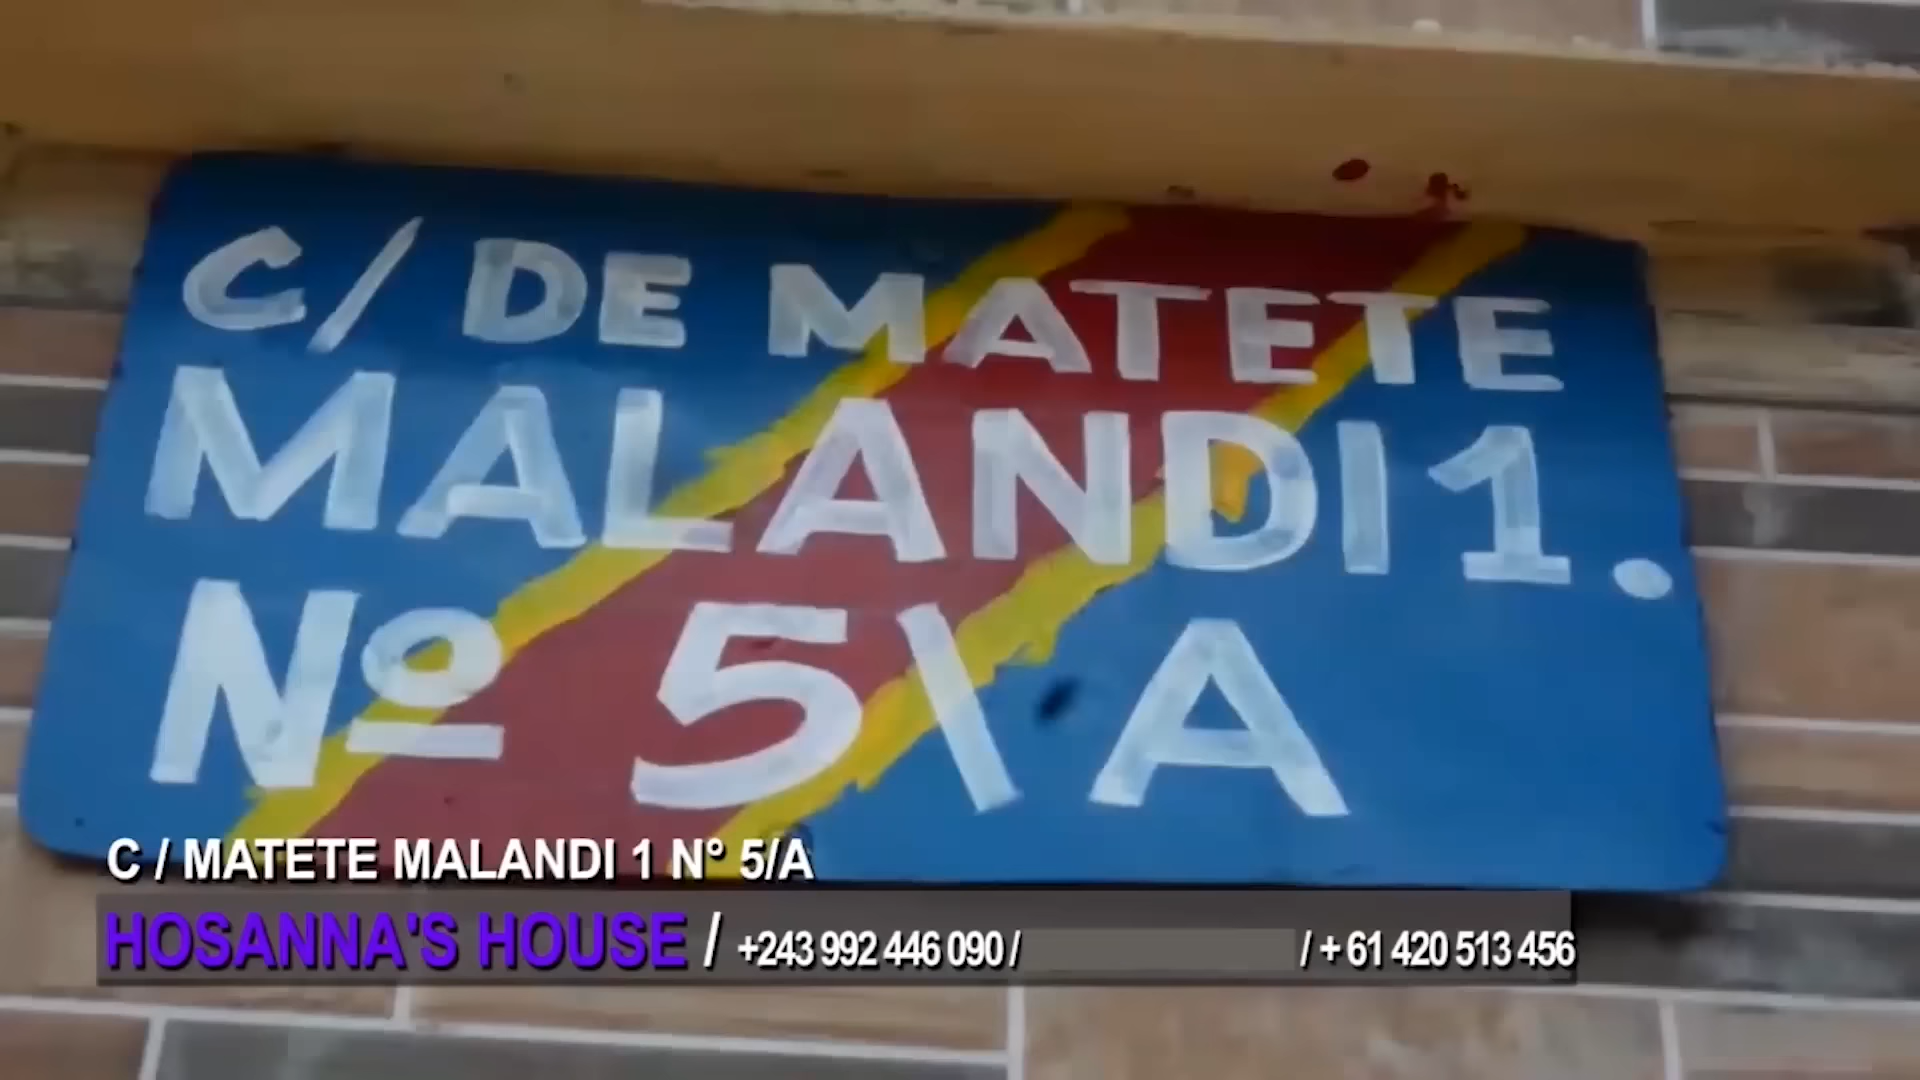 C/ DE MATETE
MALANDI 1.
Nº 5\A
C / MATETE MALANDI 1 N° 5/A
HOSANNA'S HOUSE / +243 992 446 090 / / + 61 420 513 456